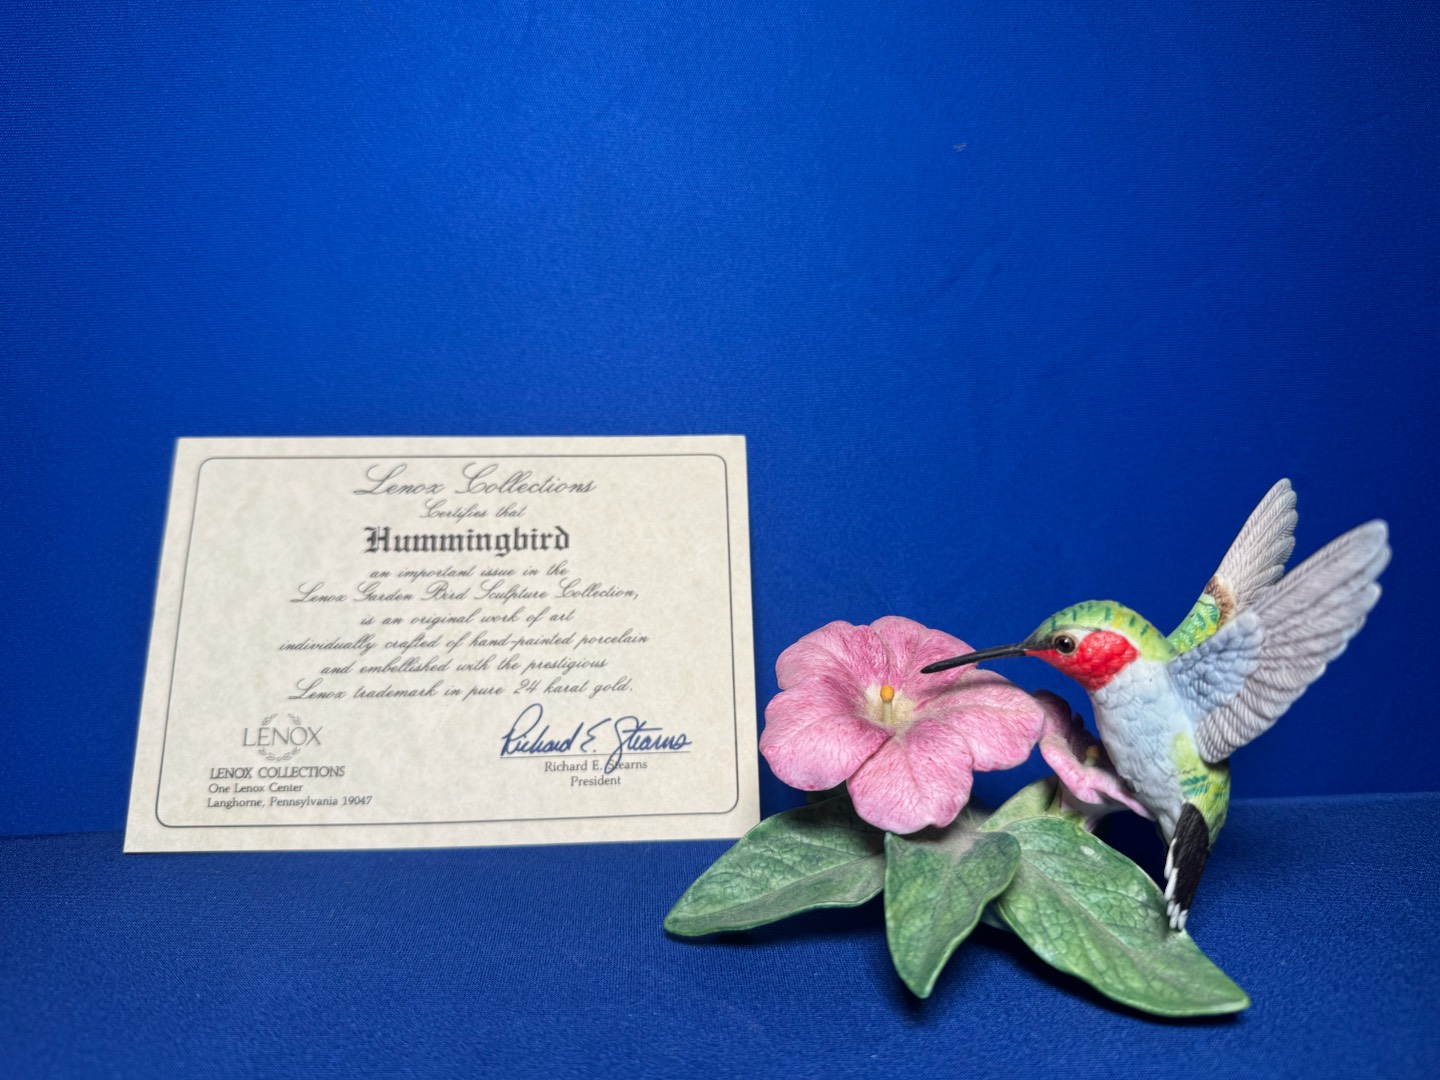 Lenox Collections
Certifies that
Hummingbird
an important issue in the
Lenox Garden Bird Sculpture Collection,
is an original work of art
individually crafted of hand-painted porcelain
and embellished with the prestigious
Lenox trademark in pure 24 karat gold.
LENOX
LENOX COLLECTIONS
One Lenox Center
Langhorne, Pennsylvania 19047
Richard E. Stearns
Richard E. Stearns
President